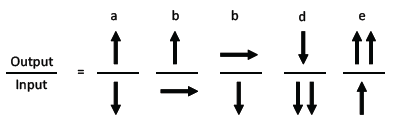 a b b d e
Output
= 
Input